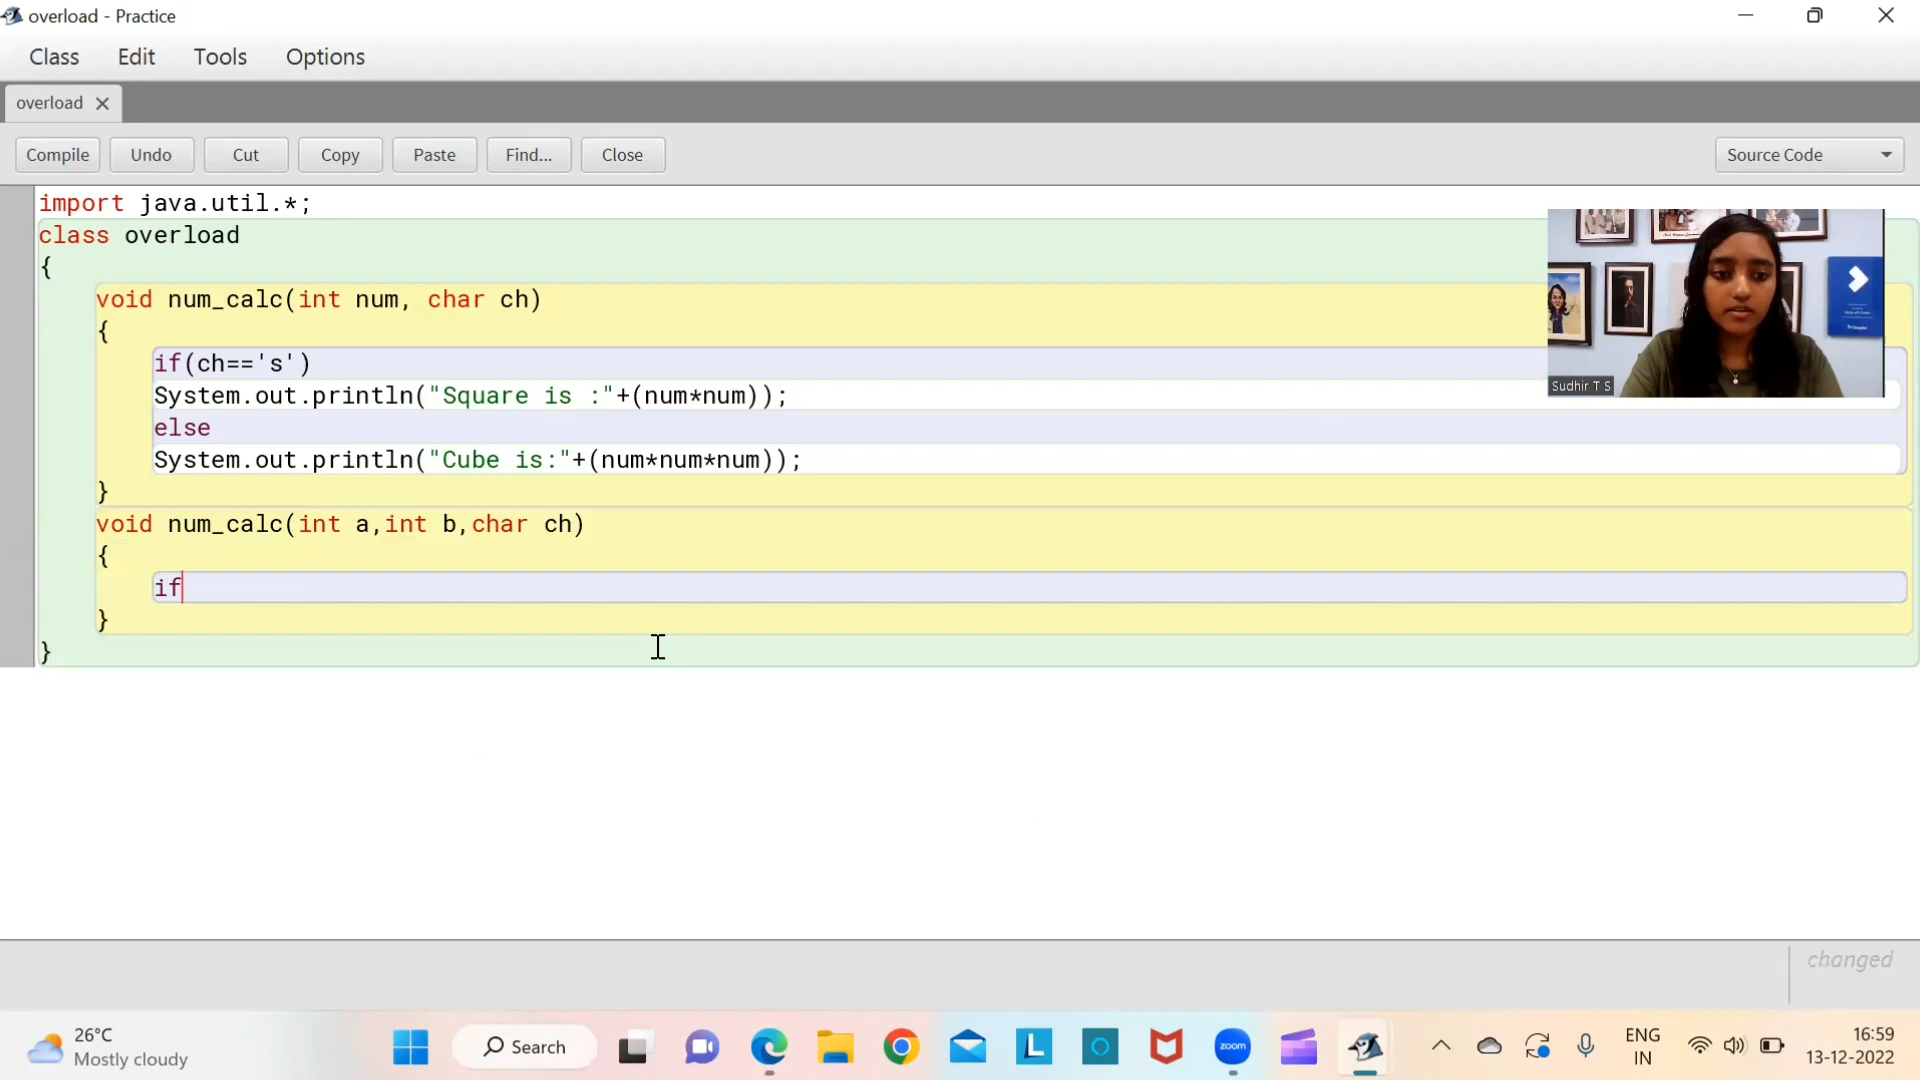 overload - Practice
Class Edit Tools Options
overload
Compile Undo Cut Copy Paste Find... Close Source Code
import java.util.*;
class overload
{
void num_calc(int num, char ch)
{
if(ch=='s')
System.out.println("Square is :"+(num*num));
else
System.out.println("Cube is:"+(num*num*num));
}
void num_calc(int a,int b,char ch)
{
if
}
}
Sudhir T S
changed
26°C
Mostly cloudy
Search
L
zoom
ENG
IN
16:59
13-12-2022